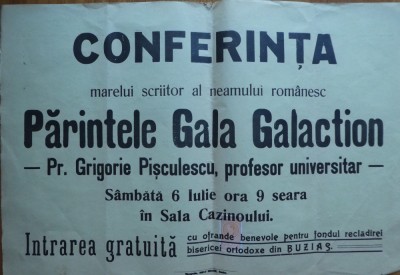 CONFERINȚA
marelui scriitor al neamului românesc
Părintele Gala Galaction
— Pr. Grigorie Pișculescu, profesor universitar —
Sâmbătă 6 Iulie ora 9 seara
în Sala Cazinoului.
Intrarea gratuită cu ofrande benevole pentru fondul recladirei
bisericei ortodoxe din BUZIAȘ.